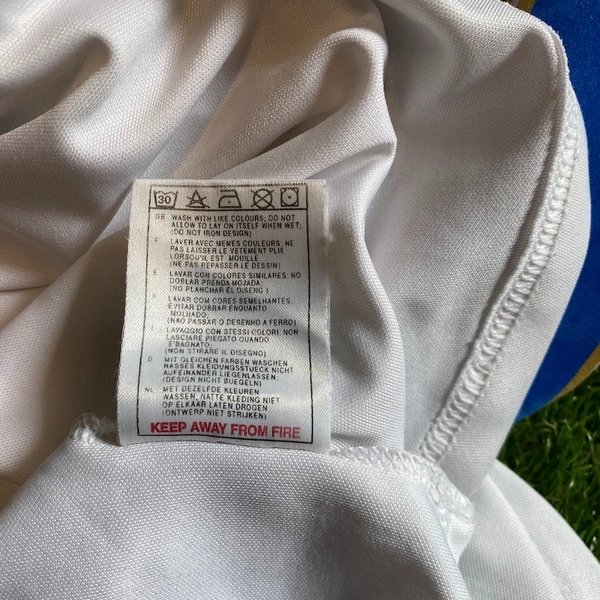 30
GB WASH WITH LIKE COLOURS; DO NOT
ALLOW TO LAY ON ITSELF WHEN WET;
(DO NOT IRON DESIGN)
F LAVER AVEC MEMES COULEURS; NE
PAS LAISSER LE VETEMENT PLIE
LORSQU'IL EST MOUILLE
(NE PAS REPASSER LE DESSIN)
E LAVAR CON COLORES SIMILARES; NO
DOBLAR PRENDA MOJADA;
(NO PLANCHAR EL DISENO)
LAVAR COM CORES SEMELHANTES;
EVITAR DOBRAR ENQUANTO
MOLHADO;
(NAO PASSAR O DESENHO A FERRO)
I LAVAGGIO CON STESSI COLORI; NON
LASCIARE PIEGATO QUANDO
E'BAGNATO;
(NON STIRARE IL DISEGNO)
D MIT GLEICHEN FARBEN WASCHEN
NASSES KLEIDUNGSSTUECK NICHT
AUFEINANDER LIEGENLASSEN;
(DESIGN NICHT BUEGELN)
NL MET DEZELFDE KLEUREN
WASSEN, NATTE KLEDING NIET
OP ELKAAR LATEN DROGEN
(ONTWERP NIET STRIJKEN)
KEEP AWAY FROM FIRE